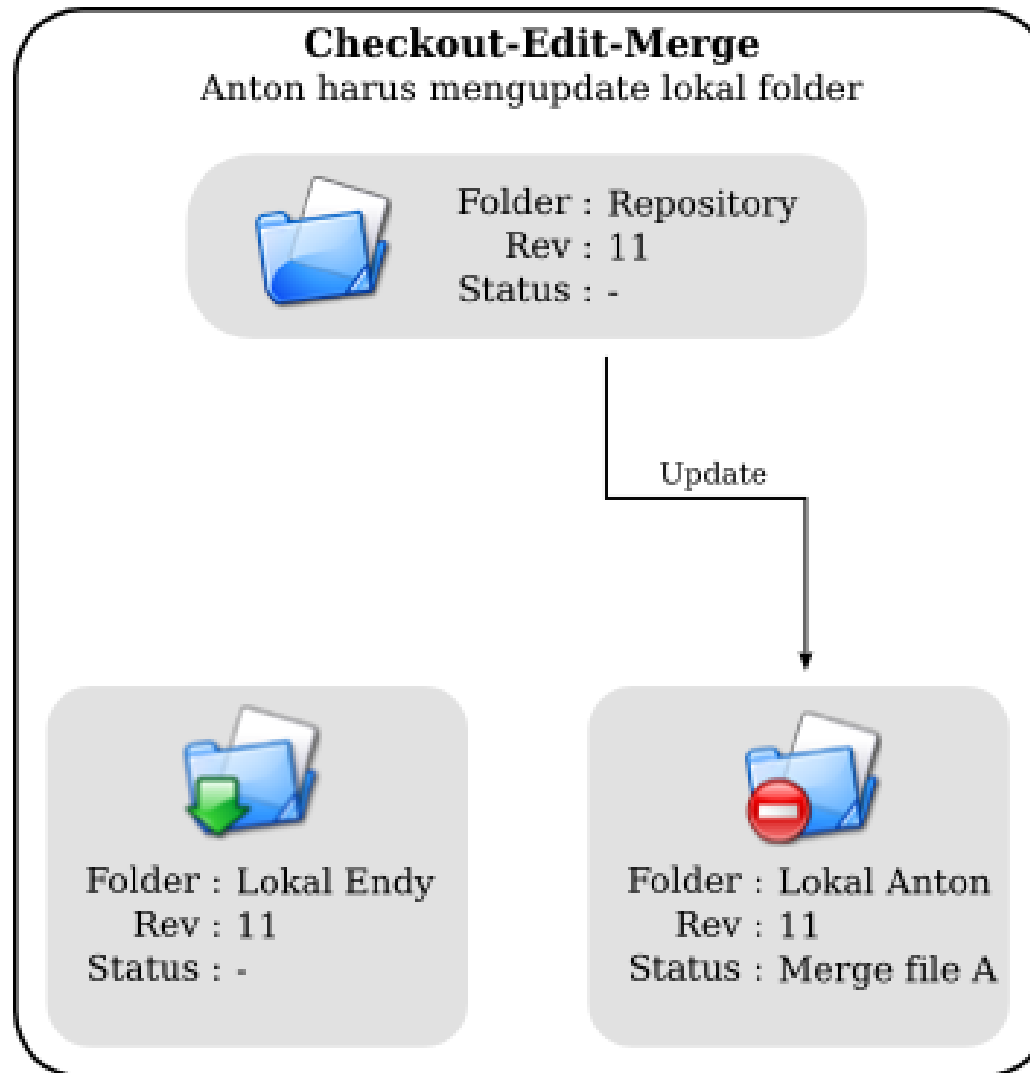 Checkout-Edit-Merge
Anton harus mengupdate lokal folder
Folder : Repository
Rev : 11
Status : -
Update
Folder : Lokal Endy
Rev : 11
Status : -
Folder : Lokal Anton
Rev : 11
Status : Merge file A